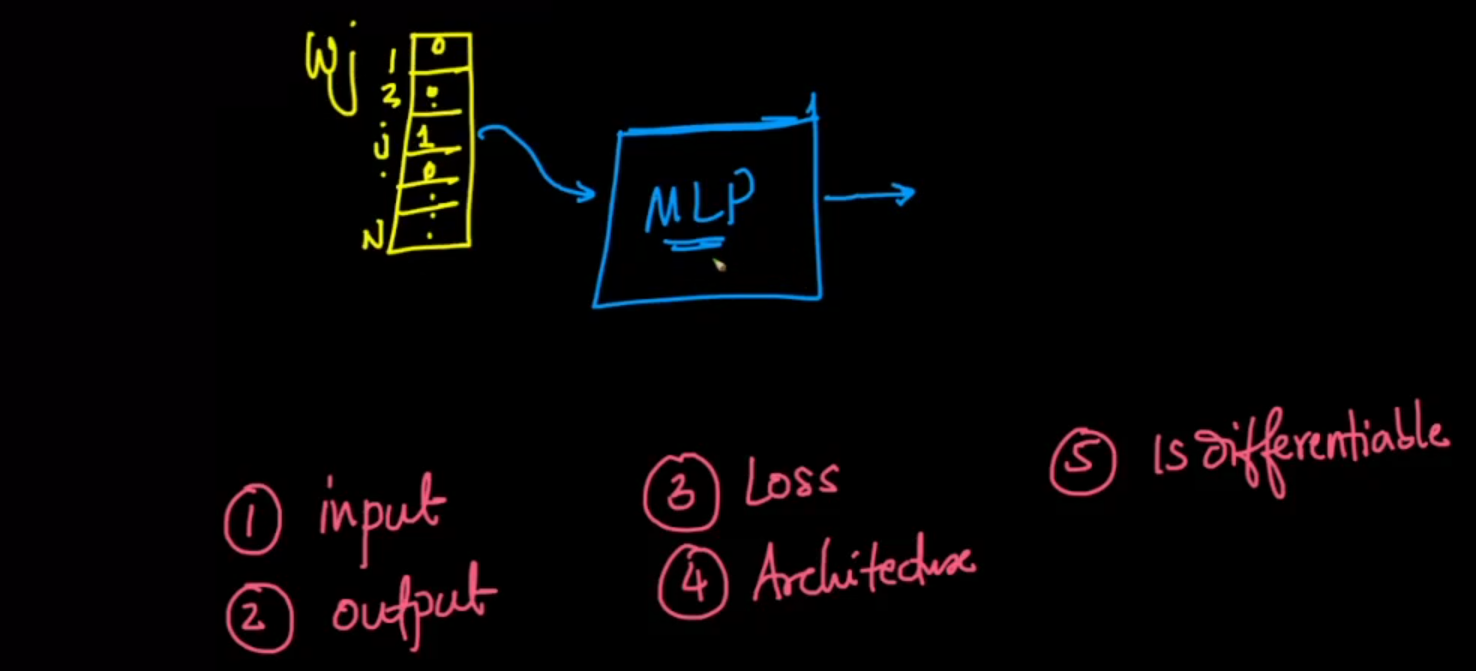 wj
1 0
2 :
j 1
. 0
:
N .
MLP
① input
② output
③ Loss
④ Architecture
⑤ Is Differentiable